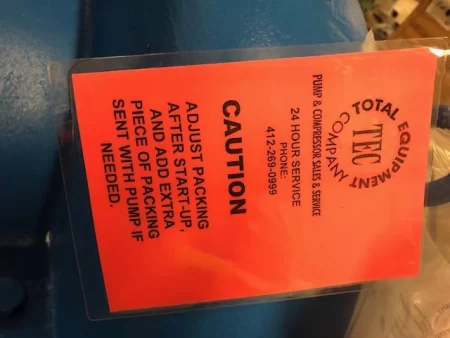 TOTAL EQUIPMENT
TEC
COMPANY
PUMP & COMPRESSOR SALES & SERVICE
24 HOUR SERVICE
PHONE:
412-269-0999
CAUTION
ADJUST PACKING
AFTER START-UP,
AND ADD EXTRA
PIECE OF PACKING
SENT WITH PUMP IF
NEEDED.